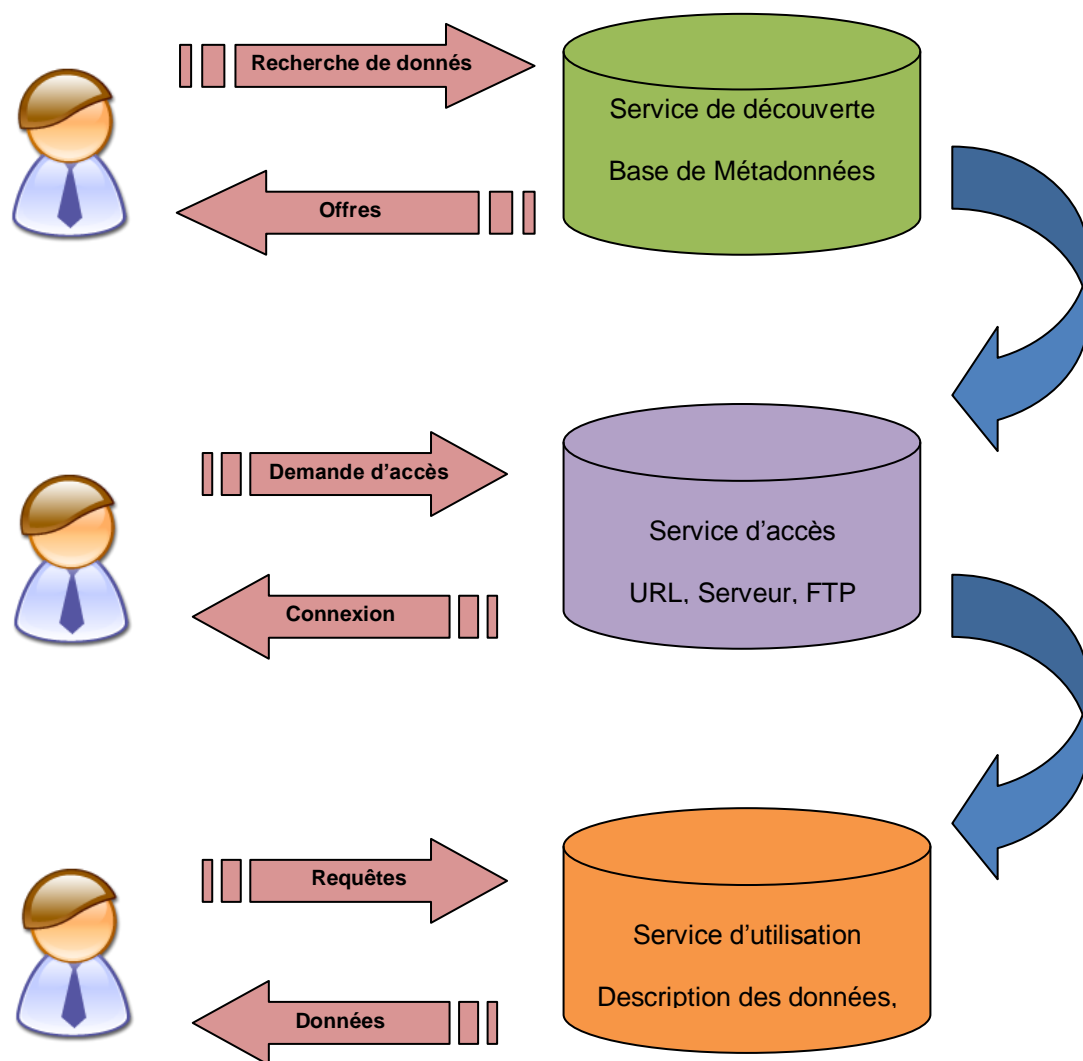 Recherche de donnés
Service de découverte
Base de Métadonnées
Offres
Demande d’accès
Service d’accès
URL, Serveur, FTP
Connexion
Requêtes
Service d’utilisation
Description des données,
Données